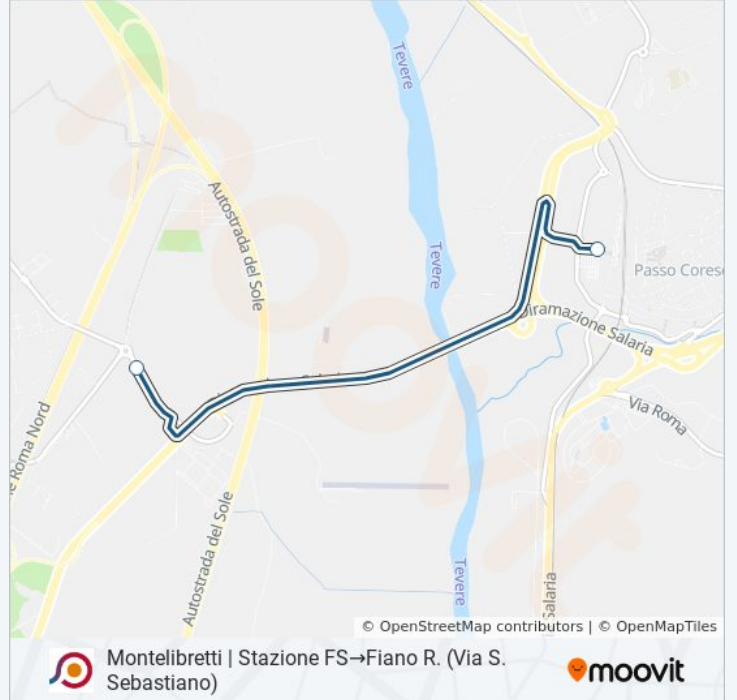 Tevere
Autostrada del Sole
Tevere
Passo Corese
Diramazione Salaria
Via Roma
e Roma Nord
Autostrada del Sole
Tevere
Salaria
© OpenStreetMap contributors | © OpenMapTiles
Montelibretti | Stazione FS→Fiano R. (Via S.
Sebastiano)
moovit